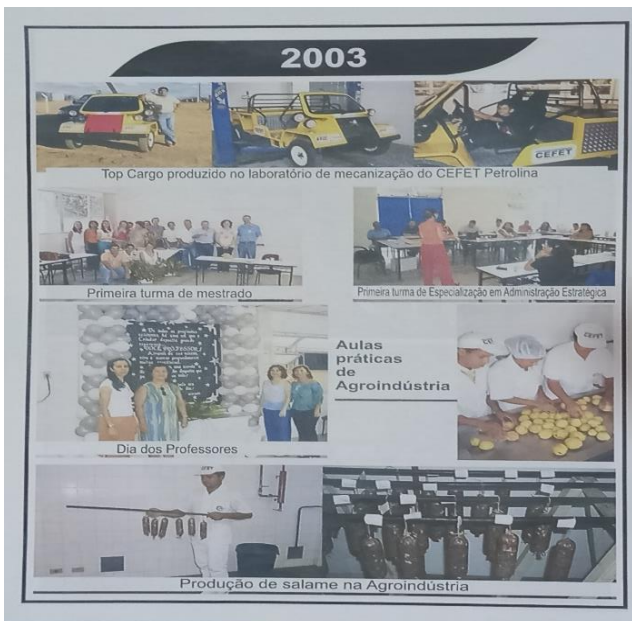 2003
CEFET
Top Cargo produzido no laboratório de mecanização do CEFET Petrolina
Primeira turma de mestrado
Primeira turma de Especialização em Administração Estratégica
Aulas
práticas
de
Agroindústria
Dia dos Professores
Produção de salame na Agroindústria